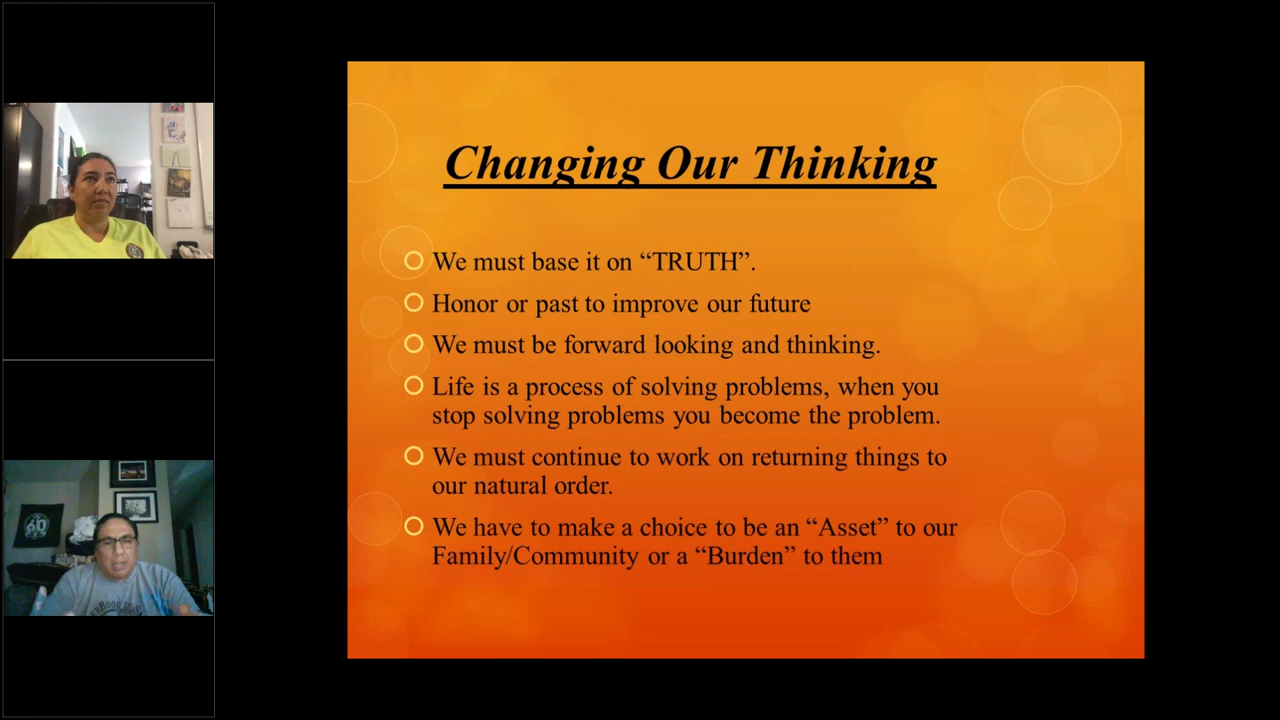 Changing Our Thinking
We must base it on “TRUTH”.
Honor or past to improve our future
We must be forward looking and thinking.
Life is a process of solving problems, when you
stop solving problems you become the problem.
We must continue to work on returning things to
our natural order.
We have to make a choice to be an “Asset” to our
Family/Community or a “Burden” to them